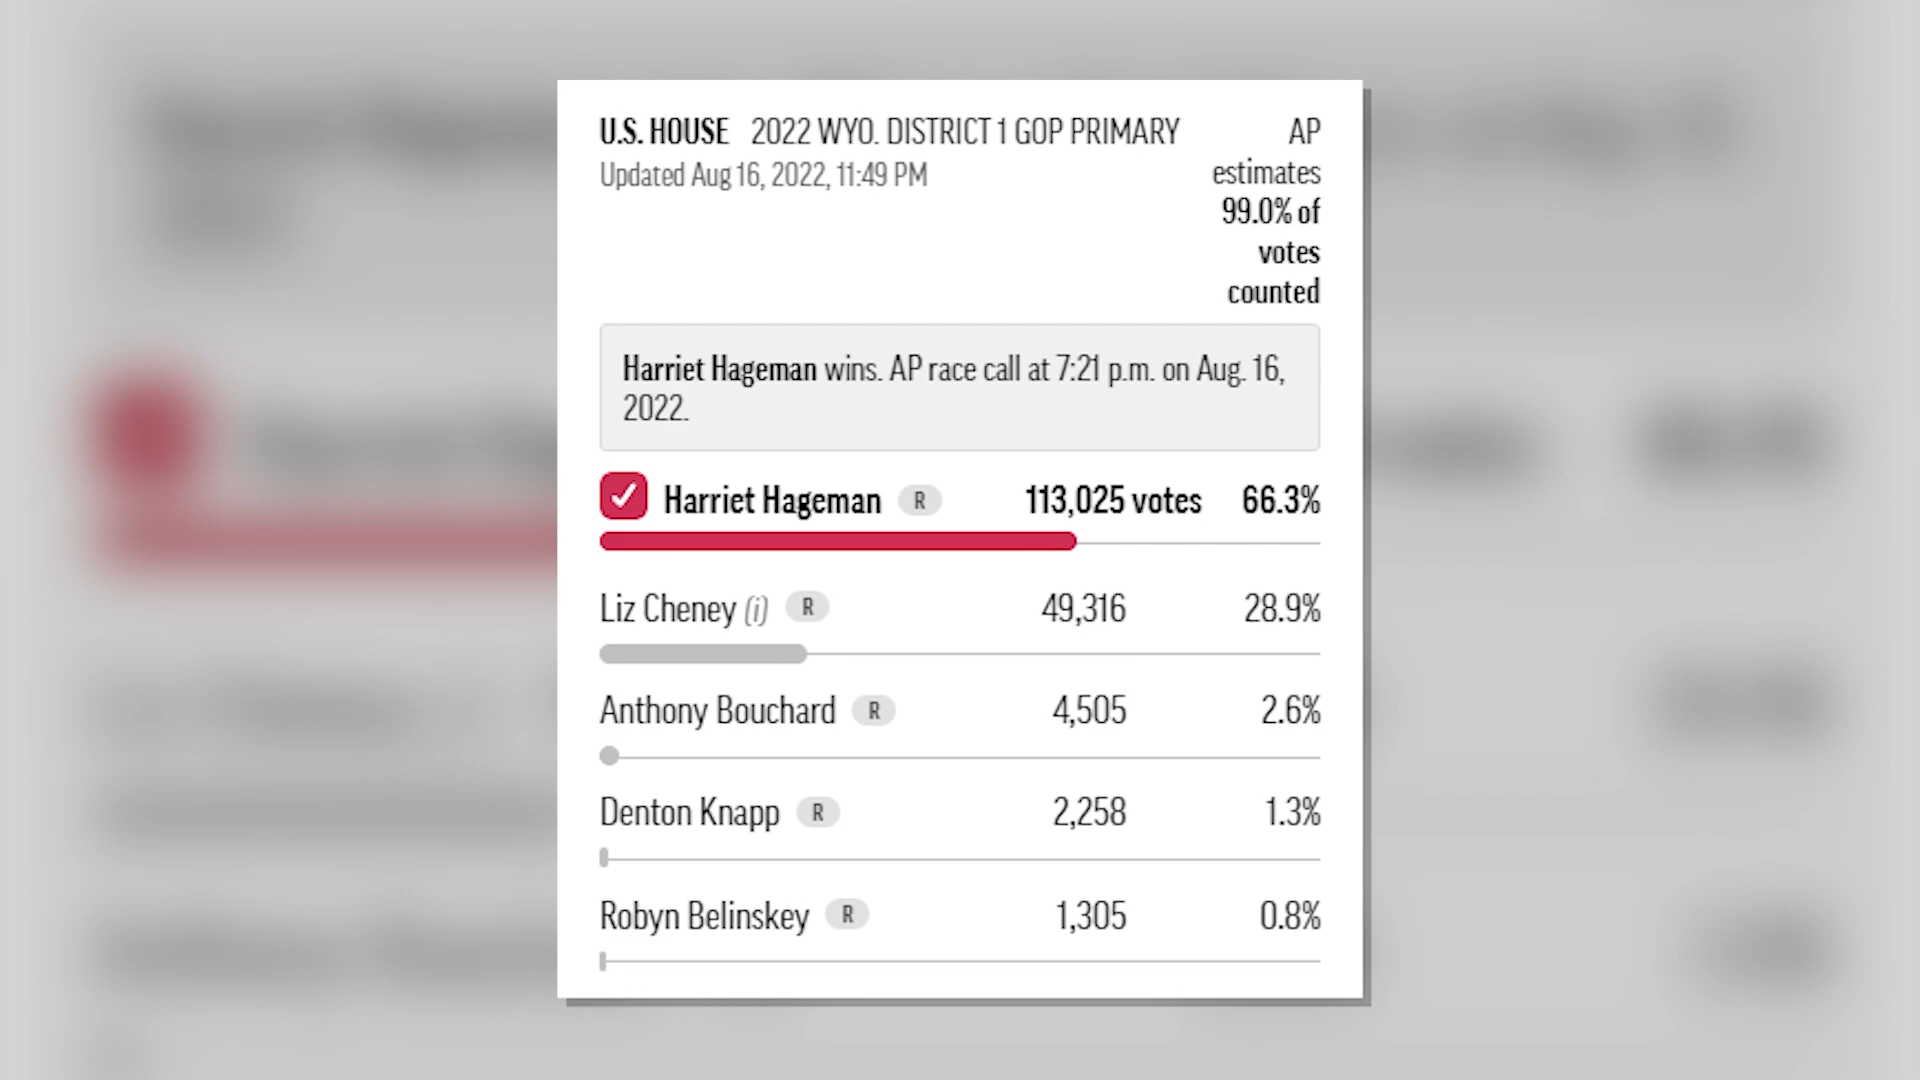 U.S. HOUSE 2022 WYO. DISTRICT 1 GOP PRIMARY
Updated Aug 16, 2022, 11:49 PM
AP
estimates
99.0% of
votes
counted
Harriet Hageman wins. AP race call at 7:21 p.m. on Aug. 16,
2022.
Harriet Hageman R 113,025 votes 66.3%
Liz Cheney (i) R 49,316 28.9%
Anthony Bouchard R 4,505 2.6%
Denton Knapp R 2,258 1.3%
Robyn Belinskey R 1,305 0.8%